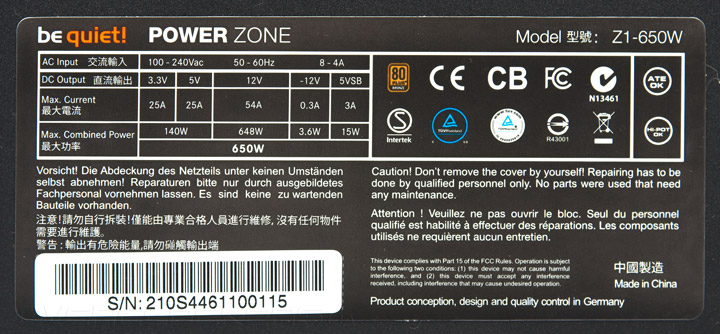 be quiet! POWER ZONE
Model 型號: Z1-650W
AC Input 交流輸入 100 - 240Vac 50 - 60Hz 8 - 4A
DC Output 直流輸出 3.3V 5V 12V -12V 5VSB
Max. Current
最大電流 25A 25A 54A 0.3A 3A
Max. Combined Power
最大功率 140W 648W 3.6W 15W
650W
80
PLUS
BRONZE
CE CB FC N13461
ATE
OK
Intertek
TÜVRheinland
R43001
HI-POT
OK
Vorsicht! Die Abdeckung des Netzteils unter keinen Umständen
selbst abnehmen! Reparaturen bitte nur durch ausgebildetes
Fachpersonal vornehmen lassen. Es sind keine zu wartenden
Bauteile vorhanden.
注意!請勿自行拆裝!僅能由專業合格人員進行維修, 沒有任何物件
需要進行維護。
警告: 輸出有危險能量,請勿碰觸輸出端
S/N: 210S4461100115
Caution! Don't remove the cover by yourself! Repairing has to be
done by qualified personnel only. No parts were used that need
any maintenance.
Attention ! Veuillez ne pas ouvrir le bloc. Seul du personnel
qualifié est habilité à effectuer des réparations. Les composants
utilisés ne requièrent aucun entretien.
This device complies with Part 15 of the FCC Rules. Operation is subject
to the following two conditions: (1) this device may not cause harmful
interference, and (2) this device must accept any interference
received, including interference that may cause undesired operation.
中國製造
Made in China
Product conception, design and quality control in Germany